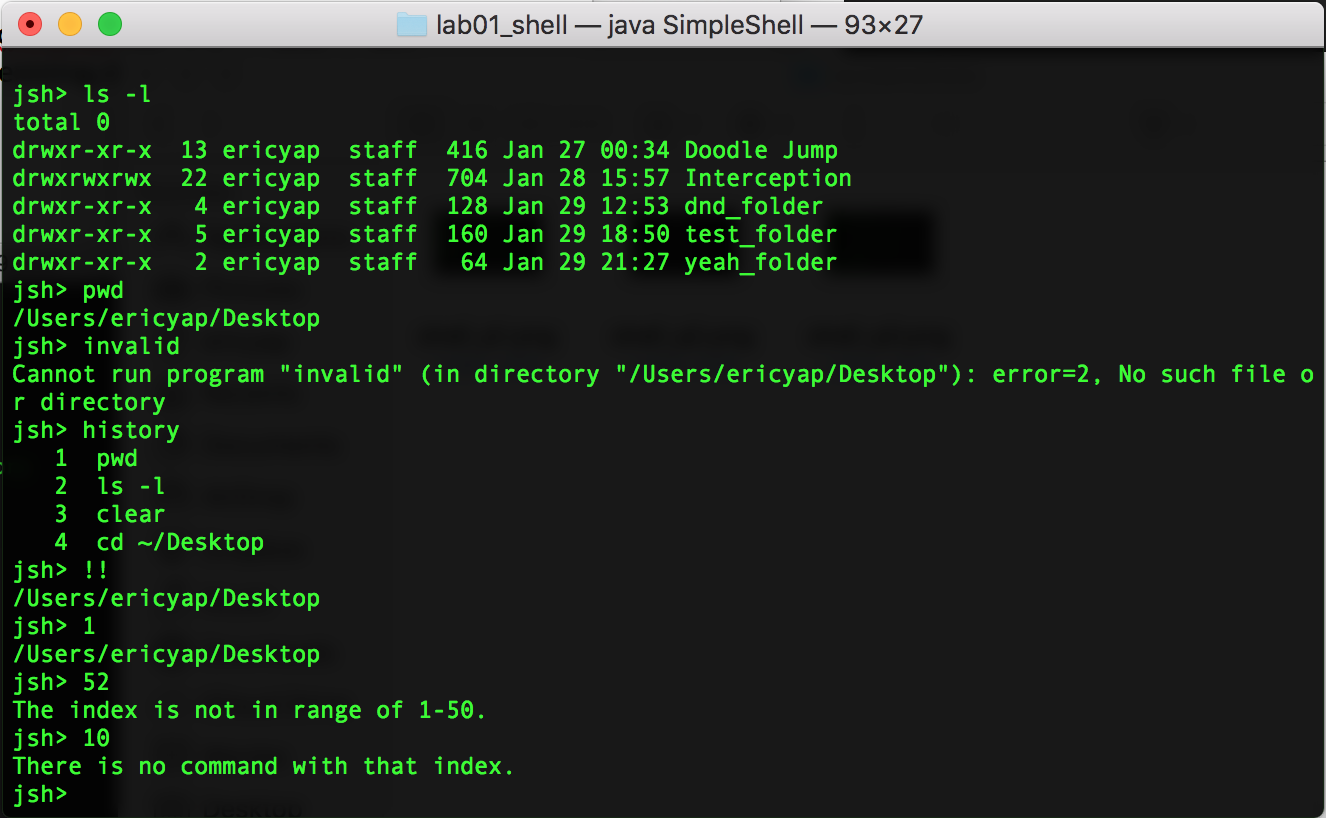 lab01_shell — java SimpleShell — 93×27
jsh> ls -l
total 0
drwxr-xr-x  13 ericyap  staff  416 Jan 27 00:34 Doodle Jump
drwxrwxrwx  22 ericyap  staff  704 Jan 28 15:57 Interception
drwxr-xr-x   4 ericyap  staff  128 Jan 29 12:53 dnd_folder
drwxr-xr-x   5 ericyap  staff  160 Jan 29 18:50 test_folder
drwxr-xr-x   2 ericyap  staff   64 Jan 29 21:27 yeah_folder
jsh> pwd
/Users/ericyap/Desktop
jsh> invalid
Cannot run program "invalid" (in directory "/Users/ericyap/Desktop"): error=2, No such file o
r directory
jsh> history
   1  pwd
   2  ls -l
   3  clear
   4  cd ~/Desktop
jsh> !!
/Users/ericyap/Desktop
jsh> 1
/Users/ericyap/Desktop
jsh> 52
The index is not in range of 1-50.
jsh> 10
There is no command with that index.
jsh>